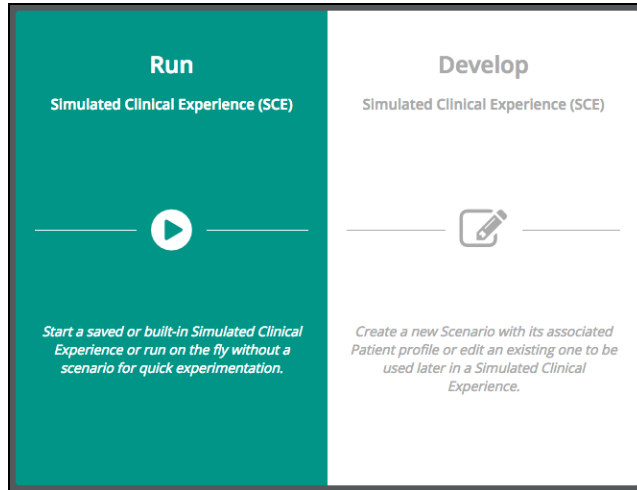 Run
Simulated Clinical Experience (SCE)
Start a saved or built-in Simulated Clinical
Experience or run on the fly without a
scenario for quick experimentation.
Develop
Simulated Clinical Experience (SCE)
Create a new Scenario with its associated
Patient profile or edit an existing one to be
used later in a Simulated Clinical
Experience.